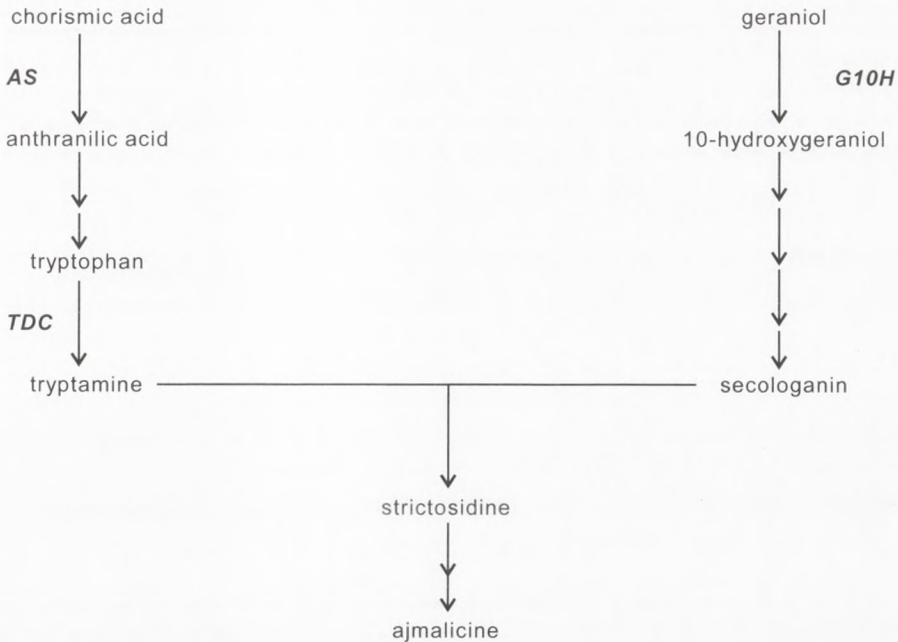 chorismic acid
geraniol
AS
G10H
anthranilic acid
10-hydroxygeraniol
tryptophan
TDC
tryptamine
secologanin
strictosidine
ajmalicine